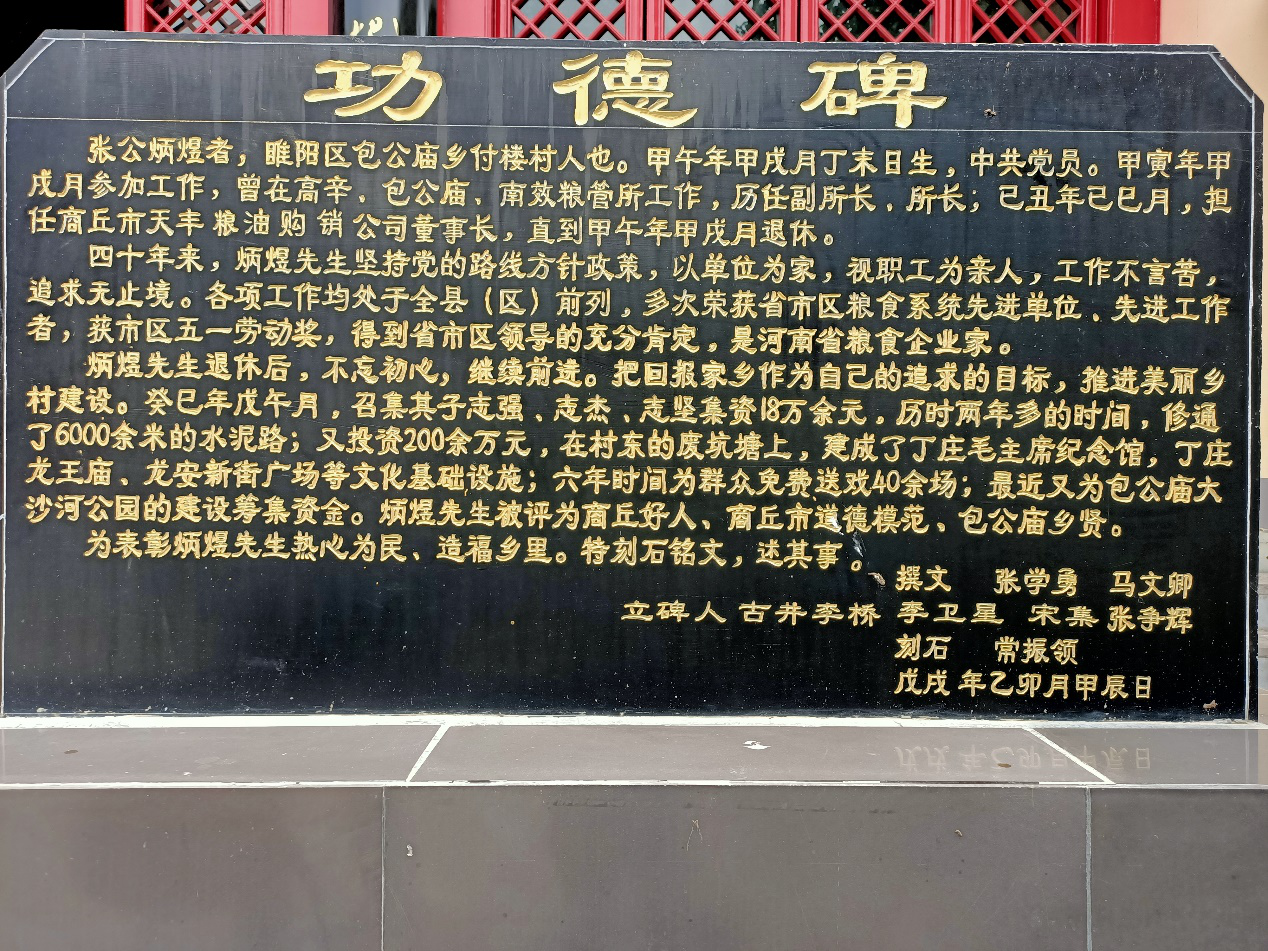 功德碑
张公炳煜者，睢阳区包公庙乡付楼村人也。甲午年甲戌月丁末日生，中共党员。甲寅年甲
戌月参加工作，曾在高辛、包公庙、南效粮管所工作，历任副所长、所长；己丑年己巳月，担
任商丘市天丰粮油购销公司董事长，直到甲午年甲戌月退休。
四十年来，炳煜先生坚持党的路线方针政策，以单位为家，视职工为亲人，工作不言苦，
追求无止境。各项工作均处于全县（区）前列，多次荣获省市区粮食系统先进单位、先进工作
者，获市区五一劳动奖，得到省市区领导的充分肯定，是河南省粮食企业家。
炳煜先生退休后，不忘初心，继续前进。把回报家乡作为自己的追求的目标，推进美丽乡
村建设。癸巳年戊午月，召集其子志强、志杰、志坚集资18万余元，历时两年多的时间，修通
了6000余米的水泥路；又投资200余万元，在村东的废坑塘上，建成了丁庄毛主席纪念馆，丁庄
龙王庙、龙安新街广场等文化基础设施；六年时间为群众免费送戏40余场；最近又为包公庙大
沙河公园的建设筹集资金。炳煜先生被评为商丘好人、商丘市道德模范、包公庙乡贤。
为表彰炳煜先生热心为民、造福乡里。特刻石铭文，述其事。
撰文 张学勇 马文卿
立碑人 古井李桥 李卫星 宋集张争辉
刻石 常振领
戊戌年乙卯月甲辰日